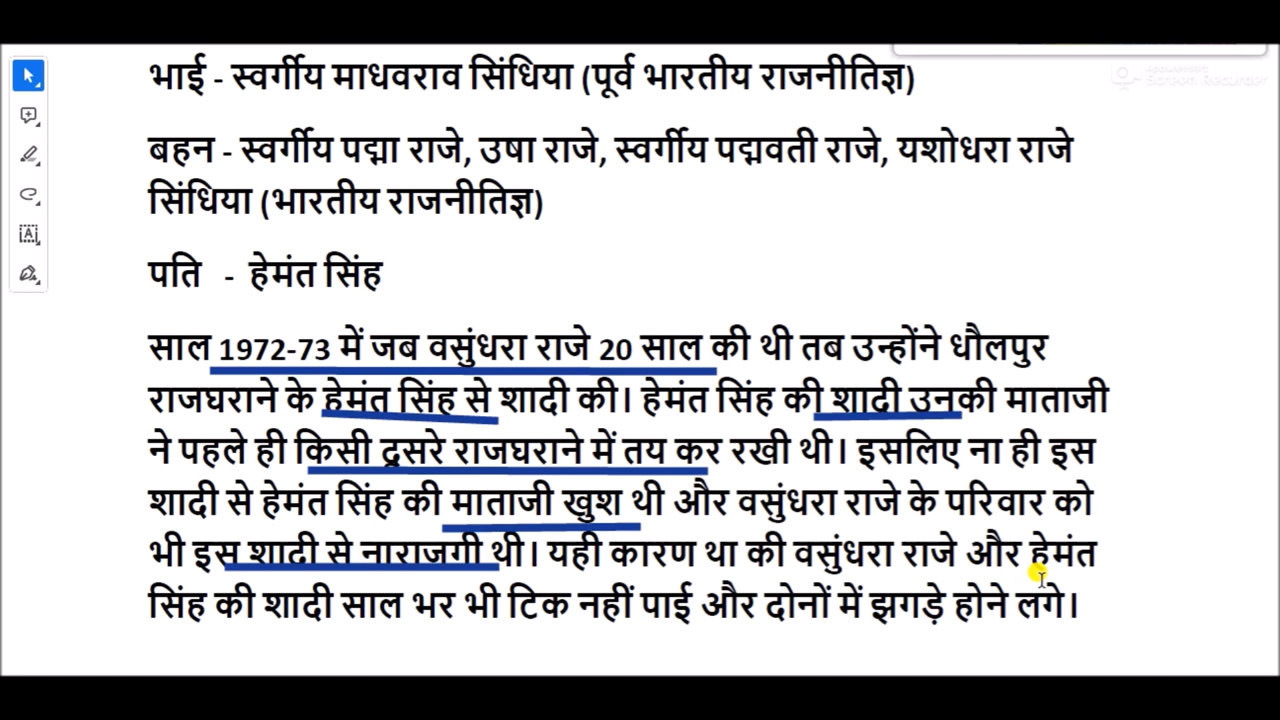 भाई - स्वर्गीय माधवराव सिंधिया (पूर्व भारतीय राजनीतिज्ञ)
बहन - स्वर्गीय पद्मा राजे, उषा राजे, स्वर्गीय पद्मवती राजे, यशोधरा राजे
सिंधिया (भारतीय राजनीतिज्ञ)
पति - हेमंत सिंह
साल 1972-73 में जब वसुंधरा राजे 20 साल की थी तब उन्होंने धौलपुर
राजघराने के हेमंत सिंह से शादी की। हेमंत सिंह की शादी उनकी माताजी
ने पहले ही किसी दूसरे राजघराने में तय कर रखी थी। इसलिए ना ही इस
शादी से हेमंत सिंह की माताजी खुश थी और वसुंधरा राजे के परिवार को
भी इस शादी से नाराजगी थी। यही कारण था की वसुंधरा राजे और हेमंत
सिंह की शादी साल भर भी टिक नहीं पाई और दोनों में झगड़े होने लगे।
Screen Recorder